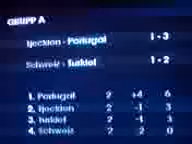 GRUPP A
Tjeckien - Portugal 1 - 3
Schweiz - Turkiet 1 - 2
1. Portugal 2 +4 6
2. Tjeckien 2 -1 3
3. Turkiet 2 -1 3
4. Schweiz 2 2 0